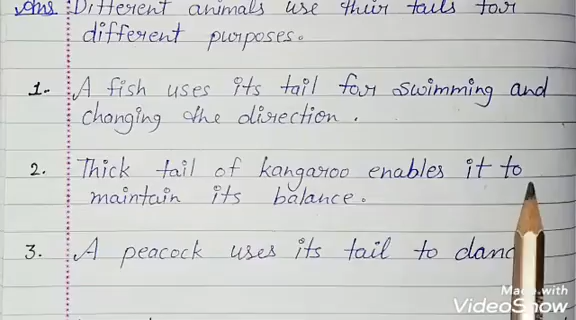 Ans: Different animals use their tails for
different purposes.
1. A fish uses its tail for swimming and
changing the direction.
2. Thick tail of kangaroo enables it to
maintain its balance.
3. A peacock uses its tail to danc
Made with
VideoShow